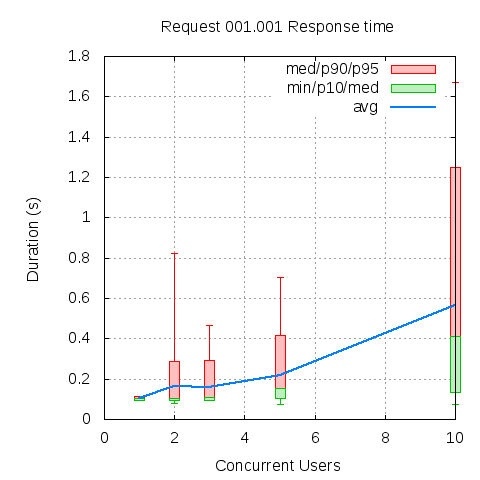 Request 001.001 Response time
med/p90/p95
min/p10/med
avg
1.8
1.6
1.4
1.2
1
0.8
0.6
0.4
0.2
0
0 2 4 6 8 10
Duration (s)
Concurrent Users